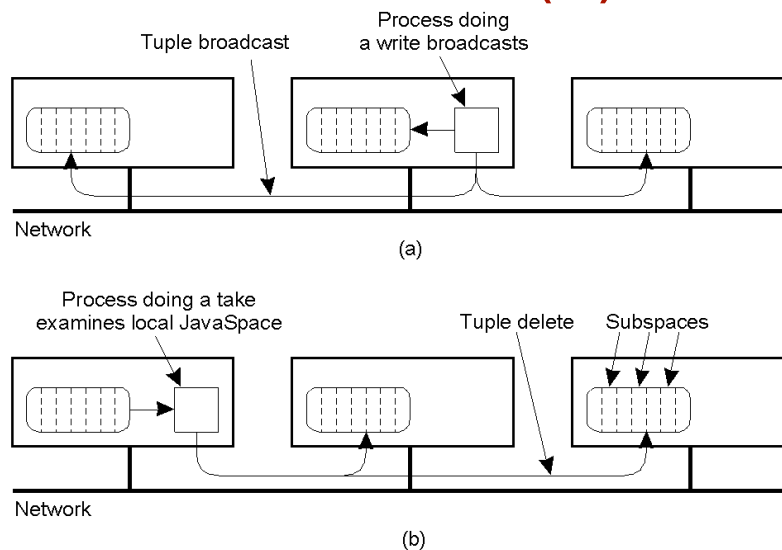 Process doing
a write broadcasts
Tuple broadcast
Network
(a)
Process doing a take
examines local JavaSpace
Tuple delete
Subspaces
Network
(b)